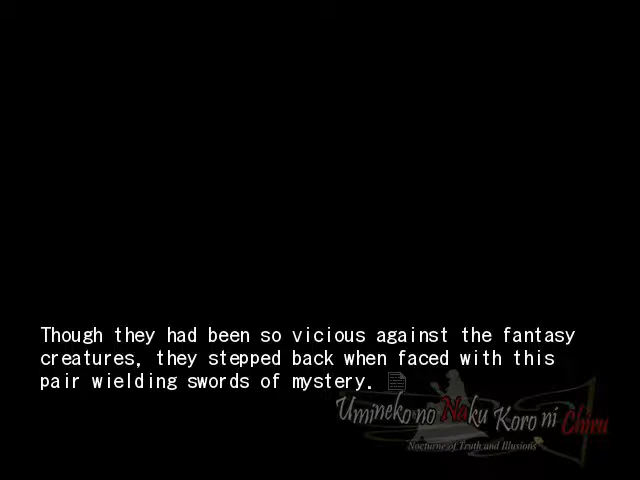 Though they had been so vicious against the fantasy
creatures, they stepped back when faced with this
pair wielding swords of mystery.
Umineko no Naku Koro ni Chiru
Nocturne of Truth and Illusions